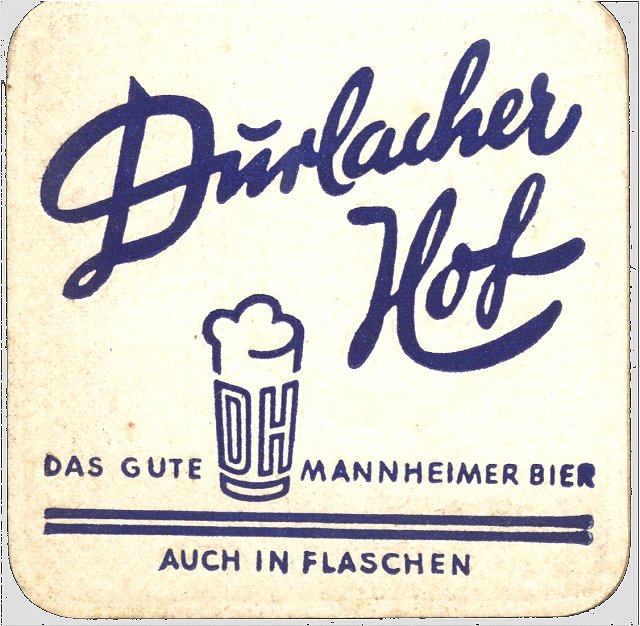 Durlacher
Hof
DH
DAS GUTE MANNHEIMER BIER
AUCH IN FLASCHEN